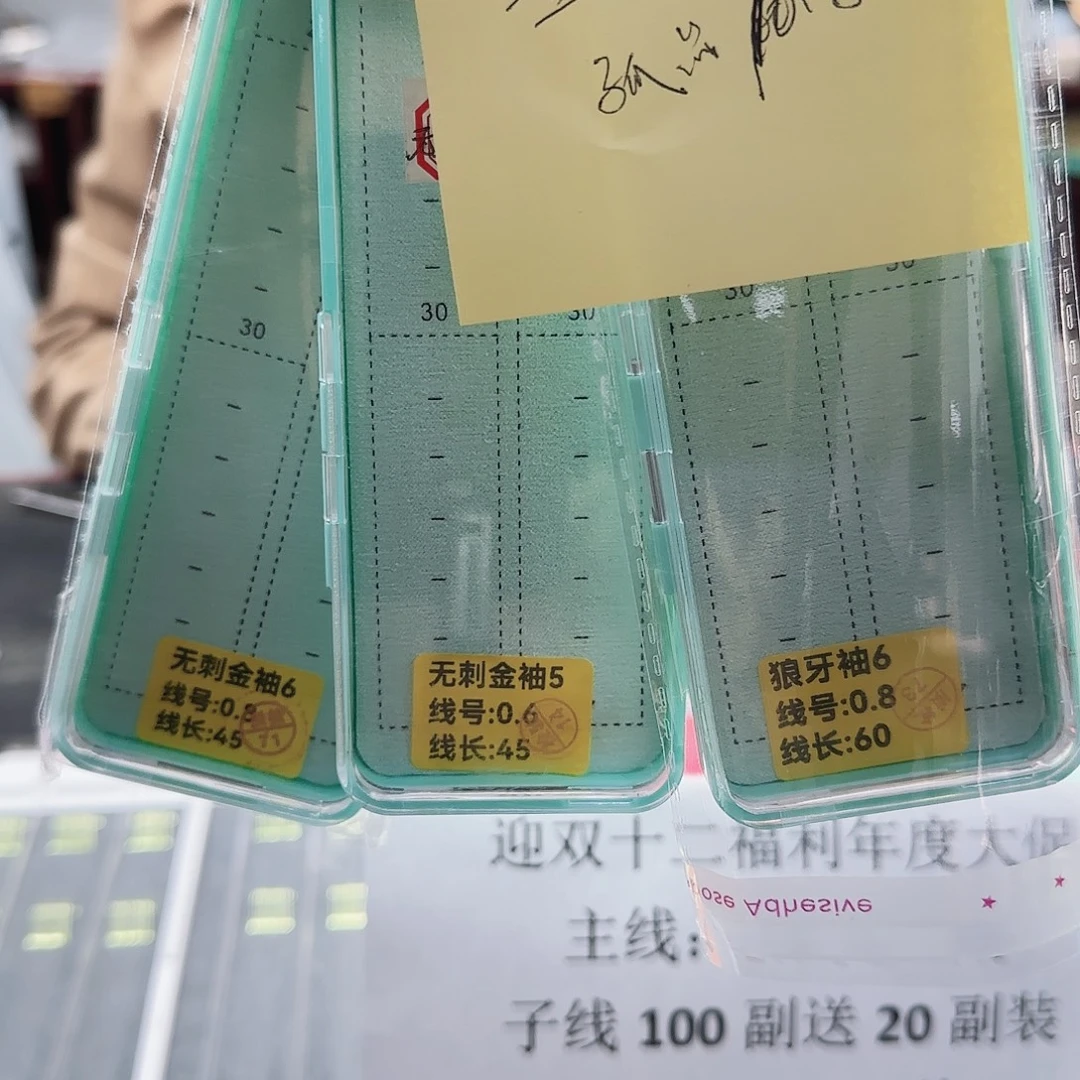 30
30
30
30
30
无刺金袖6
线号:0.8
线长:45
无刺金袖5
线号:0.6
线长:45
狼牙袖6
线号:0.8
线长:60
迎双十二福利年度大促
ose Adhesive
主线:
子线 100 副送 20 副装